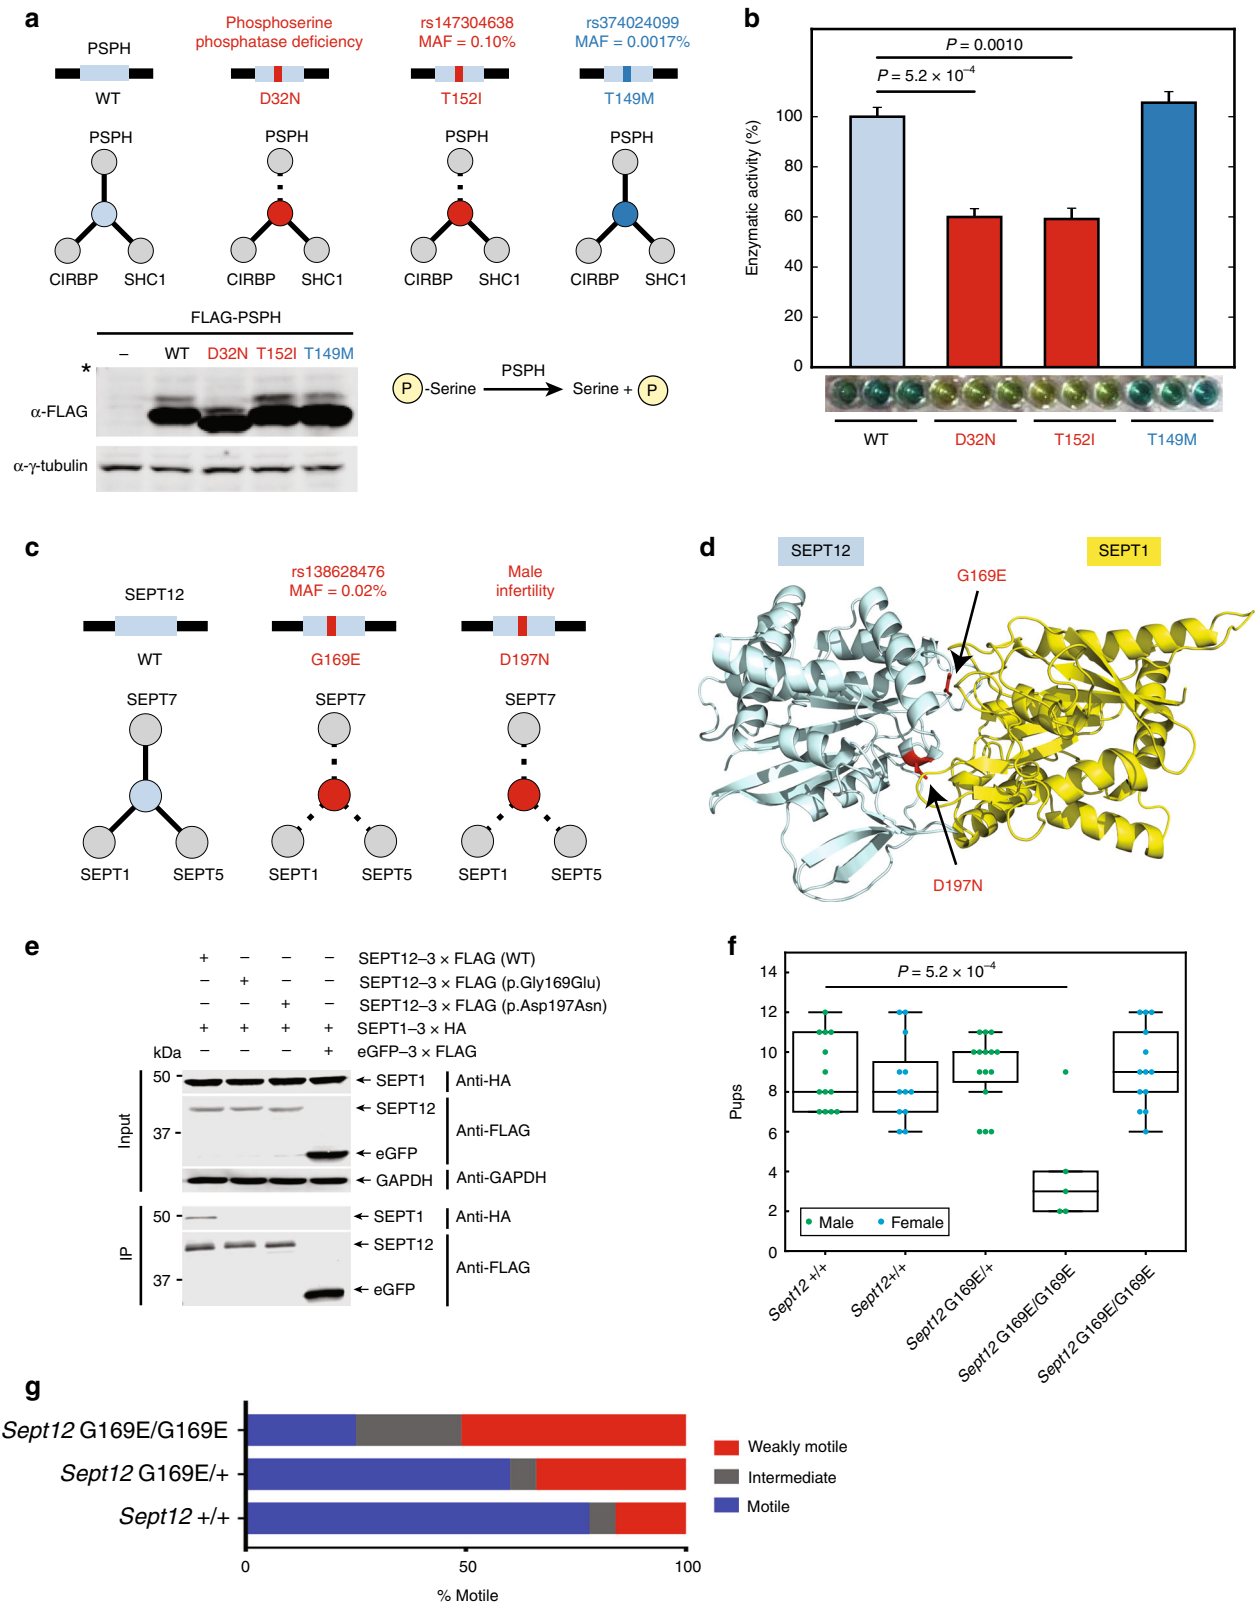 a
PSPH
WT
Phosphoserine
phosphatase deficiency
D32N
rs147304638
MAF = 0.10%
T152I
rs374024099
MAF = 0.0017%
T149M
PSPH
CIRBP
SHC1
PSPH
CIRBP
SHC1
PSPH
CIRBP
SHC1
PSPH
CIRBP
SHC1
FLAG-PSPH
– WT D32N T152I T149M
*
α-FLAG
α-γ-tubulin
P -Serine
PSPH
Serine + P
b
Enzymatic activity (%)
100
80
60
40
20
0
P = 0.0010
P = 5.2 × 10⁻⁴
WT
D32N
T152I
T149M
c
SEPT12
WT
rs138628476
MAF = 0.02%
G169E
Male
infertility
D197N
SEPT7
SEPT1
SEPT5
SEPT7
SEPT1
SEPT5
SEPT7
SEPT1
SEPT5
d
SEPT12
SEPT1
G169E
D197N
e
+ – – – SEPT12–3 × FLAG (WT)
– + – – SEPT12–3 × FLAG (p.Gly169Glu)
– – + – SEPT12–3 × FLAG (p.Asp197Asn)
+ + + + SEPT1–3 × HA
– – – + eGFP–3 × FLAG
kDa
50
37
50
37
Input
IP
SEPT1
Anti-HA
SEPT12
Anti-FLAG
eGFP
GAPDH
Anti-GAPDH
SEPT1
Anti-HA
SEPT12
Anti-FLAG
eGFP
f
Pups
14
12
10
8
6
4
2
0
P = 5.2 × 10⁻⁴
Male
Female
Sept12 +/+
Sept12+/+
Sept12 G169E/+
Sept12 G169E/G169E
Sept12 G169E/G169E
g
Sept12 G169E/G169E
Sept12 G169E/+
Sept12 +/+
0
50
100
% Motile
Weakly motile
Intermediate
Motile